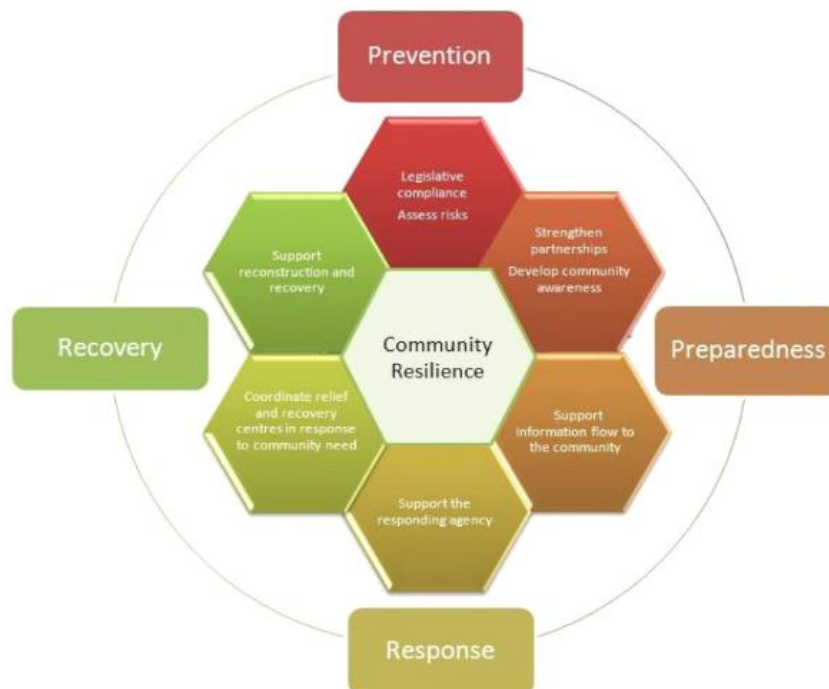 Prevention
Legislative
compliance
Assess risks
Strengthen
partnerships
Develop community
awareness
Support
reconstruction and
recovery
Community
Resilience
Recovery
Preparedness
Coordinate relief
and recovery
centres in response
to community need
Support
information flow to
the community
Support the
responding agency
Response